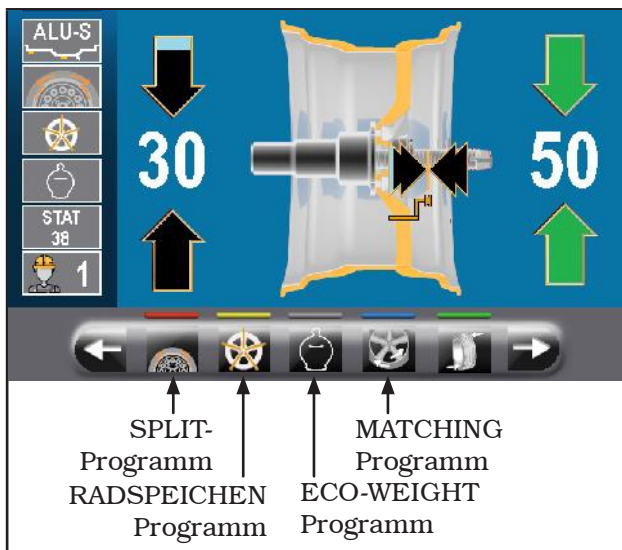 ALU-S
30
50
STAT
38
1
SPLIT-
Programm
MATCHING
Programm
RADSPEICHEN
Programm
ECO-WEIGHT
Programm